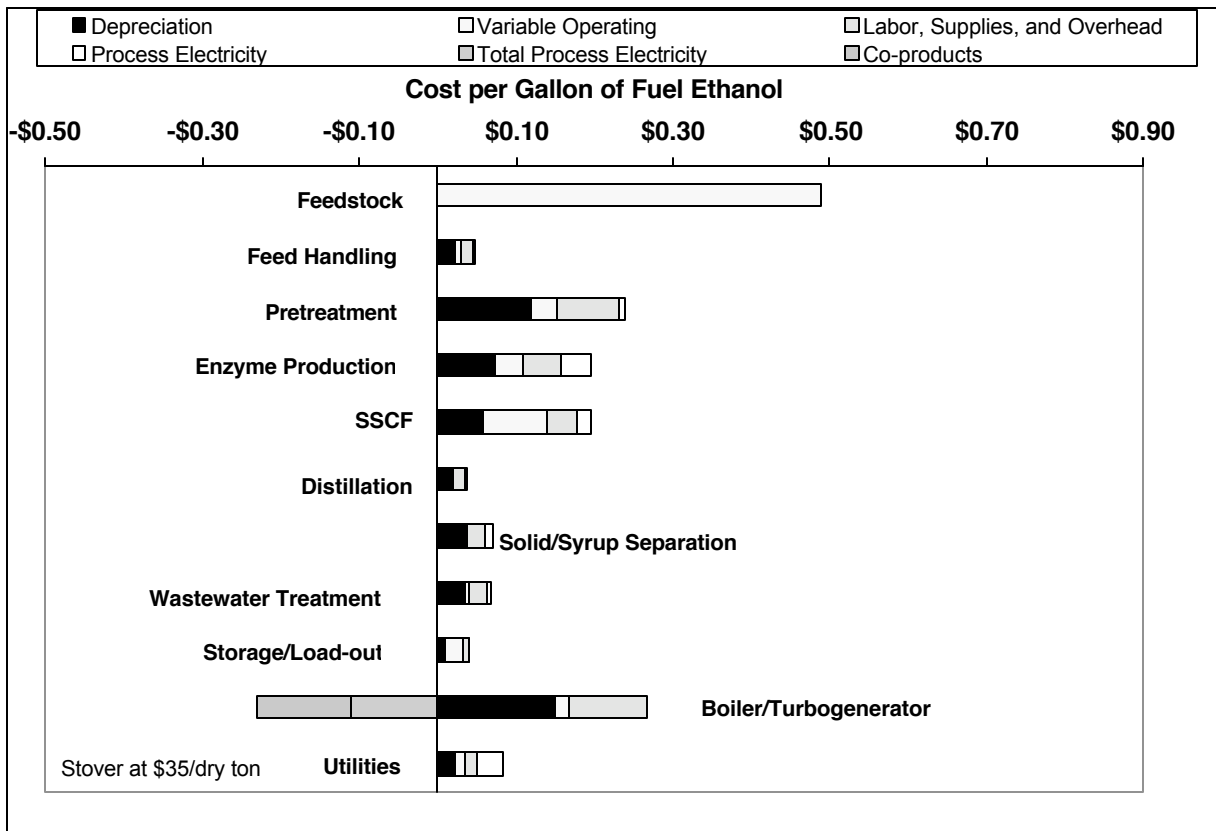 Depreciation Variable Operating Labor, Supplies, and Overhead
Process Electricity Total Process Electricity Co-products
Cost per Gallon of Fuel Ethanol
-$0.50 -$0.30 -$0.10 $0.10 $0.30 $0.50 $0.70 $0.90
Feedstock
Feed Handling
Pretreatment
Enzyme Production
SSCF
Distillation
Solid/Syrup Separation
Wastewater Treatment
Storage/Load-out
Boiler/Turbogenerator
Stover at $35/dry ton Utilities